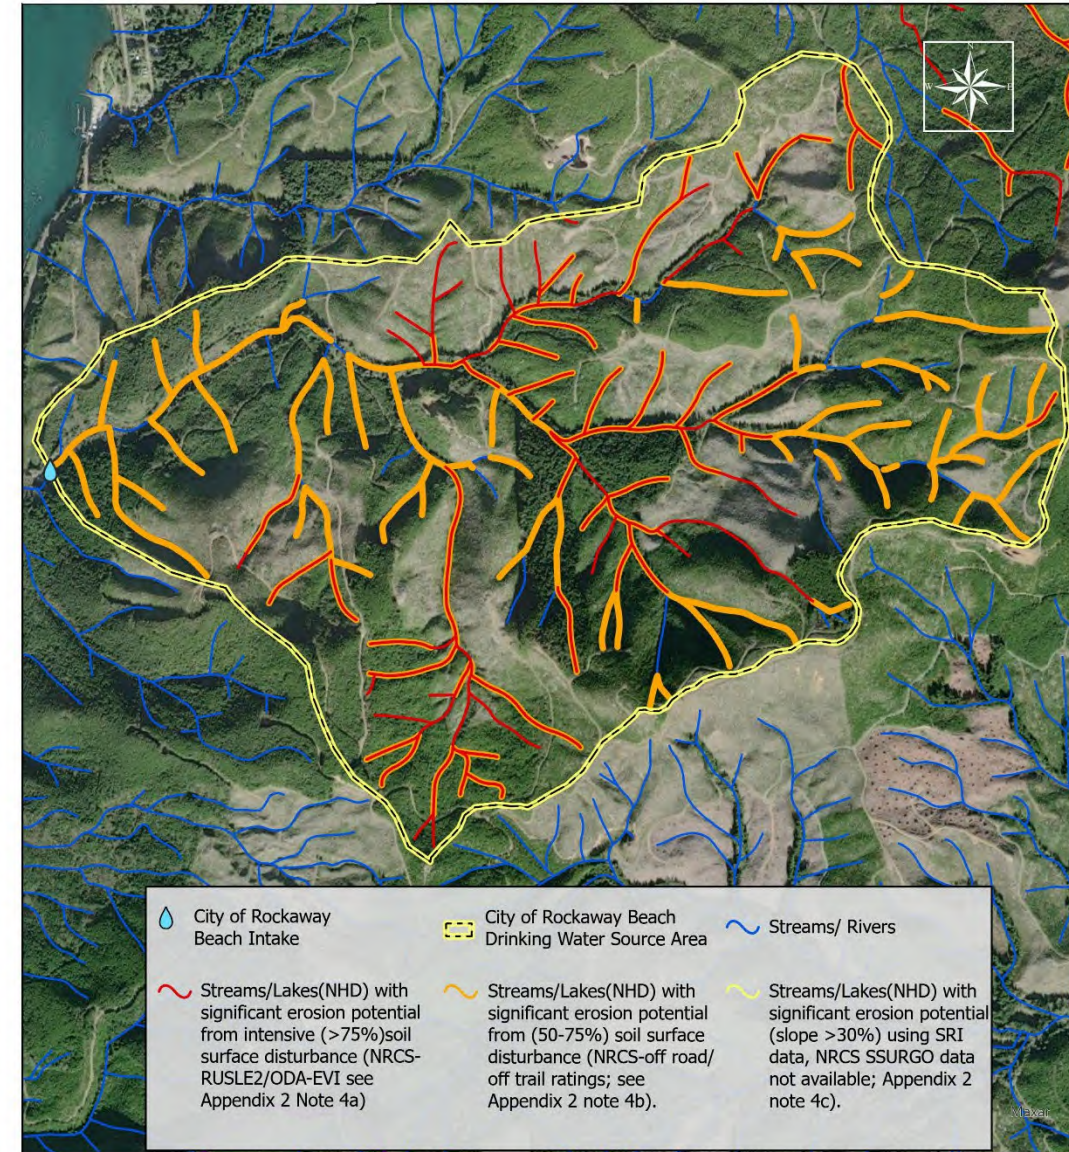 N
W
E
S
City of Rockaway
Beach Intake
City of Rockaway Beach
Drinking Water Source Area
Streams/ Rivers
Streams/Lakes(NHD) with
significant erosion potential
from intensive (>75%)soil
surface disturbance (NRCS-
RUSLE2/ODA-EVI see
Appendix 2 Note 4a)
Streams/Lakes(NHD) with
significant erosion potential
from (50-75%) soil surface
disturbance (NRCS-off road/
off trail ratings; see
Appendix 2 note 4b).
Streams/Lakes(NHD) with
significant erosion potential
(slope >30%) using SRI
data, NRCS SSURGO data
not available; Appendix 2
note 4c).
Maxar